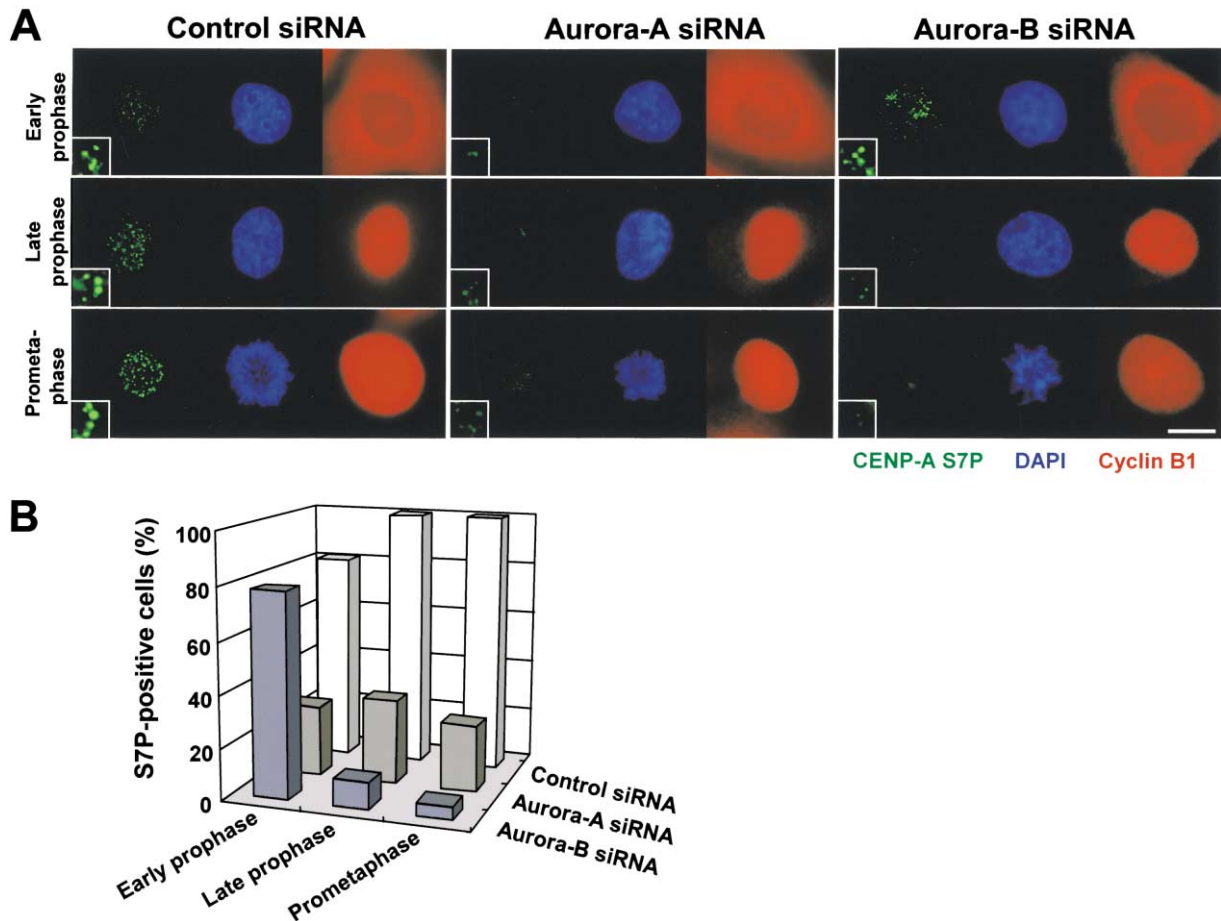 A
Control siRNA Aurora-A siRNA Aurora-B siRNA
Early
prophase
Late
prophase
Prometa-
phase
CENP-A S7P DAPI Cyclin B1
B
S7P-positive cells (%)
100
80
60
40
20
0
Early prophase
Late prophase
Prometaphase
Control siRNA
Aurora-A siRNA
Aurora-B siRNA